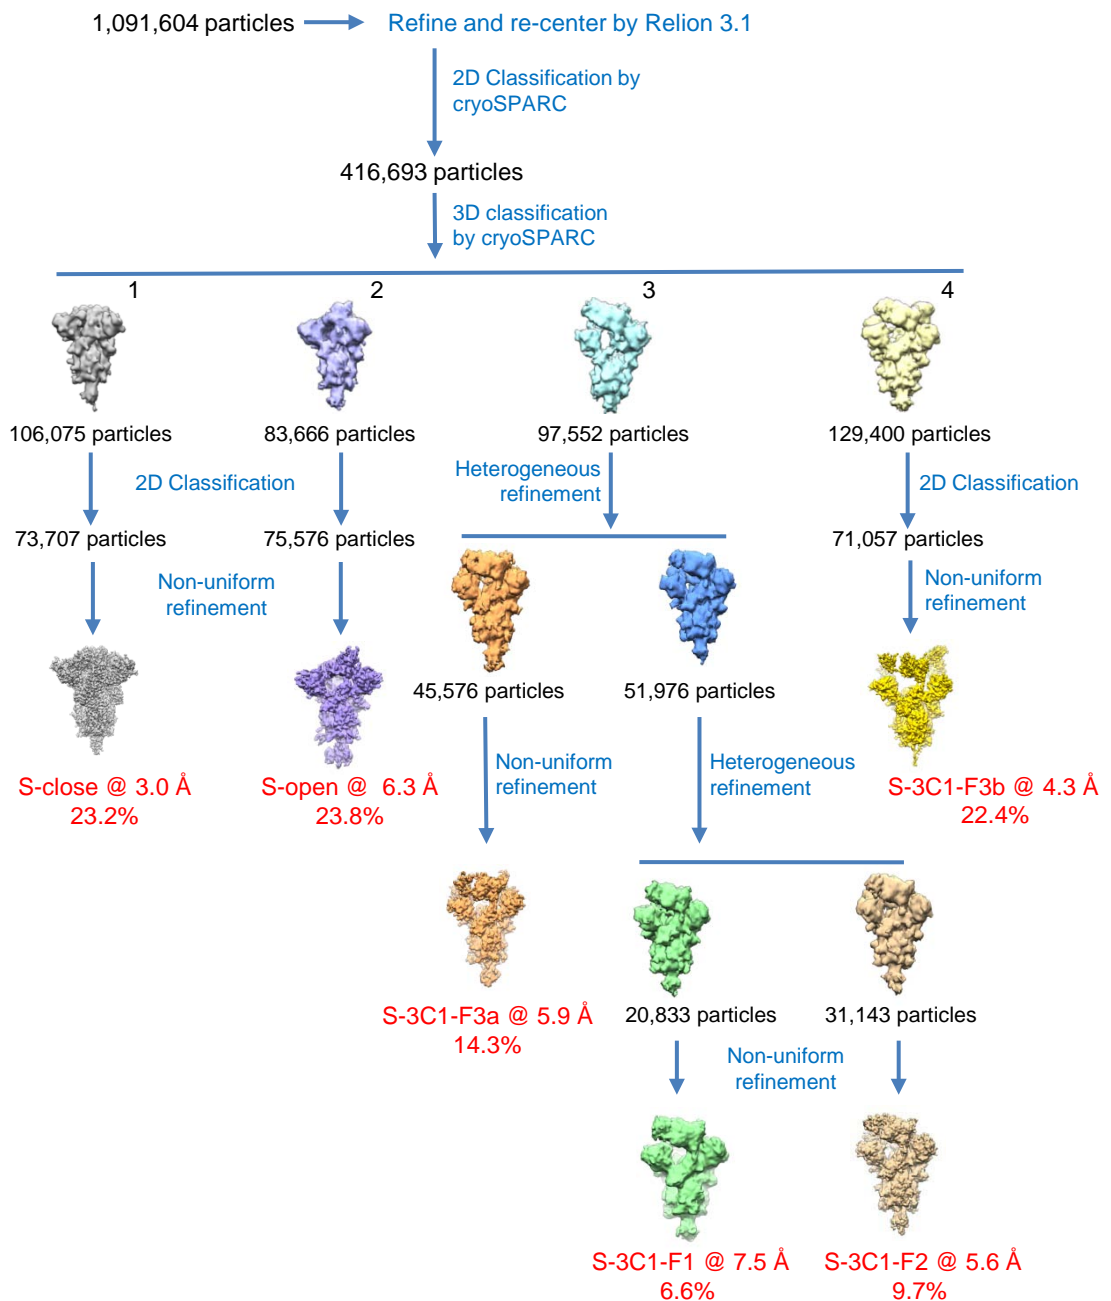 1,091,604 particles
Refine and re-center by Relion 3.1
2D Classification by
cryoSPARC
416,693 particles
3D classification
by cryoSPARC
1
2
3
4
106,075 particles
83,666 particles
97,552 particles
129,400 particles
2D Classification
Heterogeneous
refinement
2D Classification
73,707 particles
75,576 particles
71,057 particles
Non-uniform
refinement
Non-uniform
refinement
45,576 particles
51,976 particles
S-close @ 3.0 Å
23.2%
S-open @ 6.3 Å
23.8%
Non-uniform
refinement
Heterogeneous
refinement
S-3C1-F3b @ 4.3 Å
22.4%
S-3C1-F3a @ 5.9 Å
14.3%
20,833 particles
31,143 particles
Non-uniform
refinement
S-3C1-F1 @ 7.5 Å
6.6%
S-3C1-F2 @ 5.6 Å
9.7%